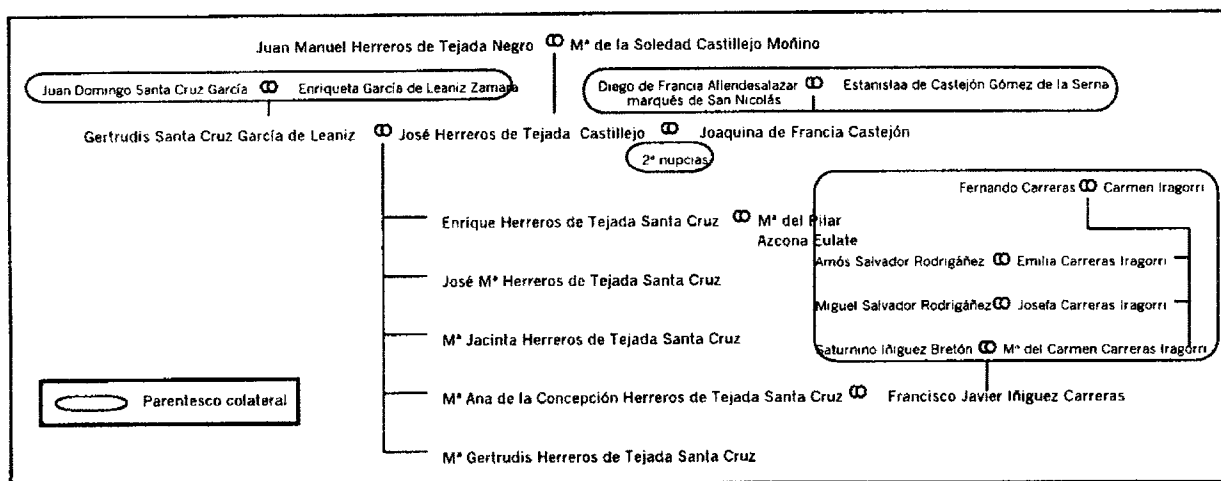 Juan Manuel Herreros de Tejada Negro Mª de la Soledad Castillejo Moñino
Juan Domingo Santa Cruz García Enriqueta García de Leaniz Zamara
Diego de Francia Allendesalazar Estanislaa de Castejón Gómez de la Serna
marqués de San Nicolás
Gertrudis Santa Cruz García de Leaniz José Herreros de Tejada Castillejo Joaquina de Francia Castejón
2ª nupcias
Fernando Carreras Carmen Iragorri
Enrique Herreros de Tejada Santa Cruz Mª del Pilar
Azcona Eulate
Amós Salvador Rodrigáñez Emilia Carreras Iragorri
José Mª Herreros de Tejada Santa Cruz
Miguel Salvador Rodrigáñez Josefa Carreras Iragorri
Mª Jacinta Herreros de Tejada Santa Cruz
Saturnino Iñiguez Bretón Mª del Carmen Carreras Iragorri
Mª Ana de la Concepción Herreros de Tejada Santa Cruz Francisco Javier Iñiguez Carreras
Parentesco colateral
Mª Gertrudis Herreros de Tejada Santa Cruz